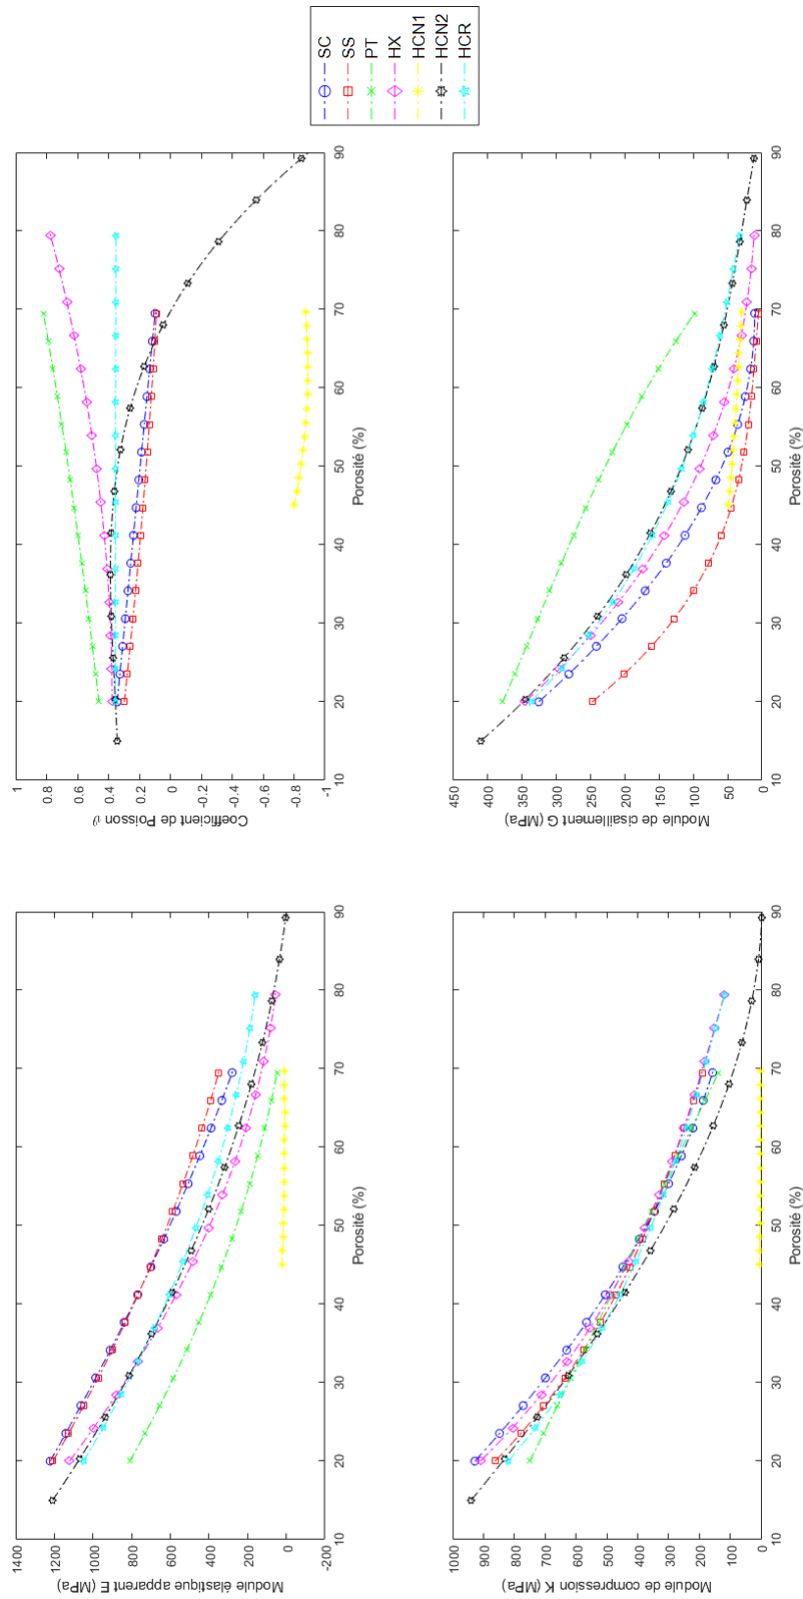 Module élastique apparent E (MPa)
1400
1200
1000
800
600
400
200
0
-200
10 20 30 40 50 60 70 80 90
Porosité (%)
Coefficient de Poisson 𝜗
1
0.8
0.6
0.4
0.2
0
-0.2
-0.4
-0.6
-0.8
-1
10 20 30 40 50 60 70 80 90
Porosité (%)
SC
SS
PT
HX
HCN1
HCN2
HCR
Module de compression K (MPa)
1000
900
800
700
600
500
400
300
200
100
0
10 20 30 40 50 60 70 80 90
Porosité (%)
Module de cisaillement G (MPa)
450
400
350
300
250
200
150
100
50
0
10 20 30 40 50 60 70 80 90
Porosité (%)